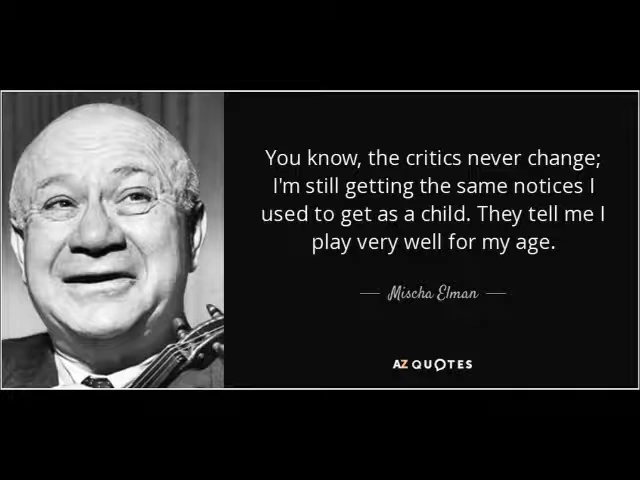 You know, the critics never change;
I'm still getting the same notices I
used to get as a child. They tell me I
play very well for my age.
Mischa Elman
AZ QUOTES